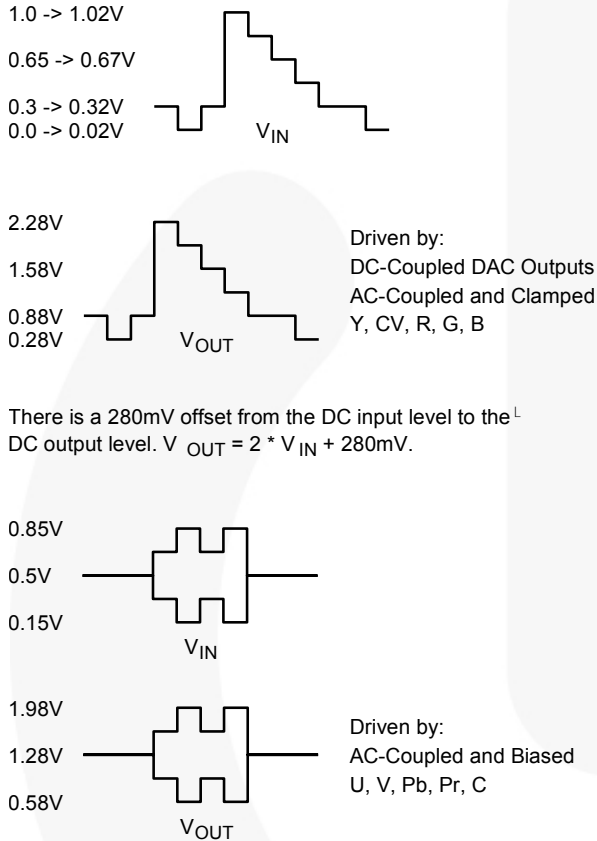 1.0 -> 1.02V
0.65 -> 0.67V
0.3 -> 0.32V
0.0 -> 0.02V
VIN
2.28V
1.58V
0.88V
0.28V
VOUT
Driven by:
DC-Coupled DAC Outputs
AC-Coupled and Clamped
Y, CV, R, G, B
There is a 280mV offset from the DC input level to the
DC output level. V OUT = 2 * V IN + 280mV.
0.85V
0.5V
0.15V
VIN
1.98V
1.28V
0.58V
VOUT
Driven by:
AC-Coupled and Biased
U, V, Pb, Pr, C